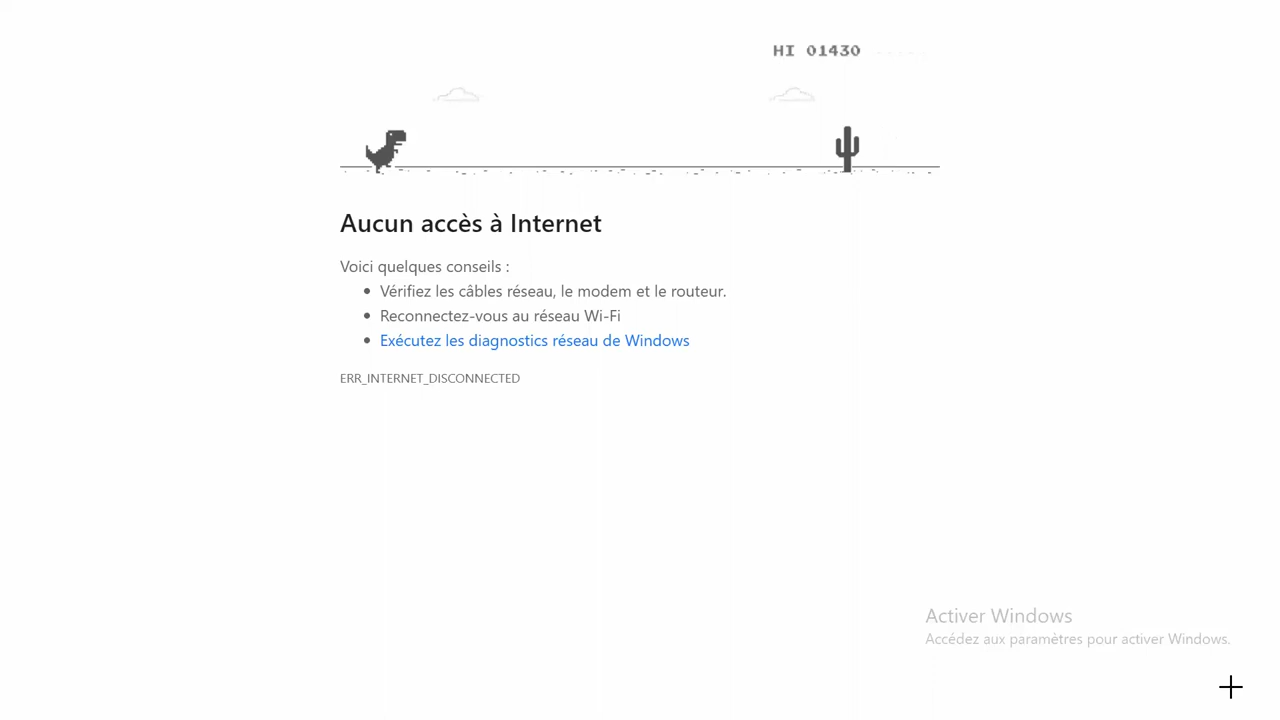 HI 01430
Aucun accès à Internet
Voici quelques conseils :
Vérifiez les câbles réseau, le modem et le routeur.
Reconnectez-vous au réseau Wi-Fi
Exécutez les diagnostics réseau de Windows
ERR_INTERNET_DISCONNECTED
Activer Windows
Accédez aux paramètres pour activer Windows.